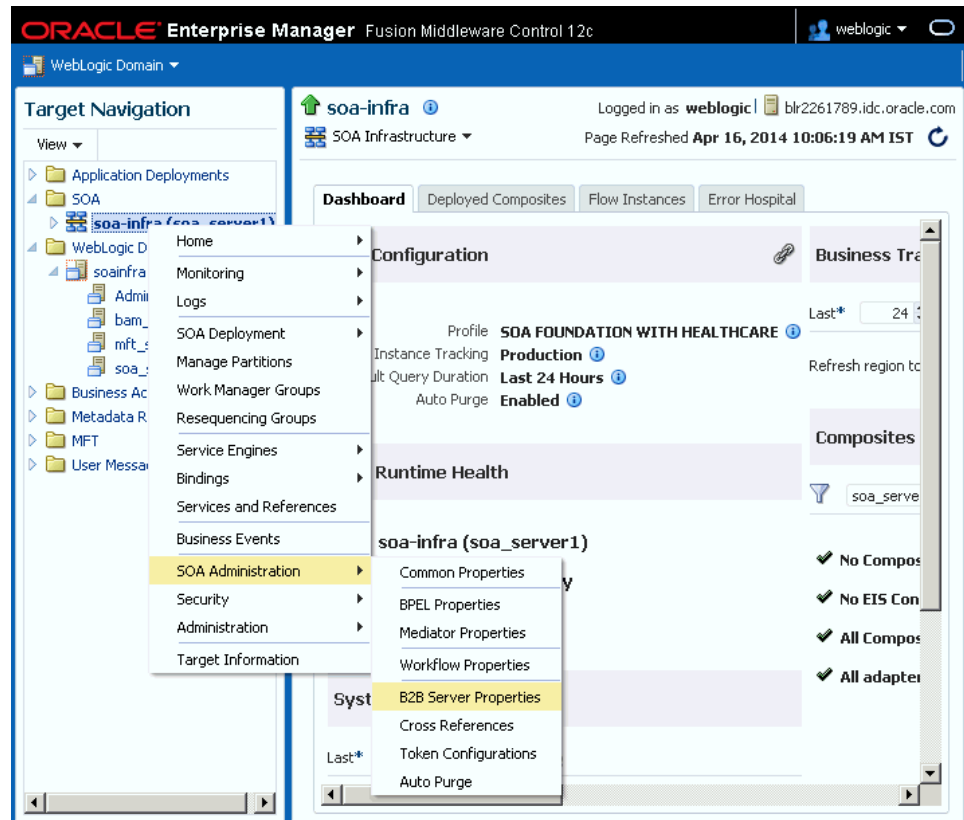 ORACLE Enterprise Manager Fusion Middleware Control 12c
weblogic
WebLogic Domain
Target Navigation
View
Application Deployments
SOA
soa-infra (soa_server1)
WebLogic D
soainfra
Admi
bam_
mft_s
soa_s
Business Ac
Metadata R
MFT
User Messa
soa-infra
Logged in as weblogic
blr2261789.idc.oracle.com
SOA Infrastructure
Page Refreshed Apr 16, 2014 10:06:19 AM IST
Dashboard
Deployed Composites
Flow Instances
Error Hospital
Configuration
Profile SOA FOUNDATION WITH HEALTHCARE
Instance Tracking Production
ult Query Duration Last 24 Hours
Auto Purge Enabled
Runtime Health
soa-infra (soa_server1)
y
Syst
Last*
Business Tra
Last* 24
Refresh region to
Composites
soa_serve
No Compos
No EIS Con
All Compos
All adapter
Home
Monitoring
Logs
SOA Deployment
Manage Partitions
Work Manager Groups
Resequencing Groups
Service Engines
Bindings
Services and References
Business Events
SOA Administration
Security
Administration
Target Information
Common Properties
BPEL Properties
Mediator Properties
Workflow Properties
B2B Server Properties
Cross References
Token Configurations
Auto Purge